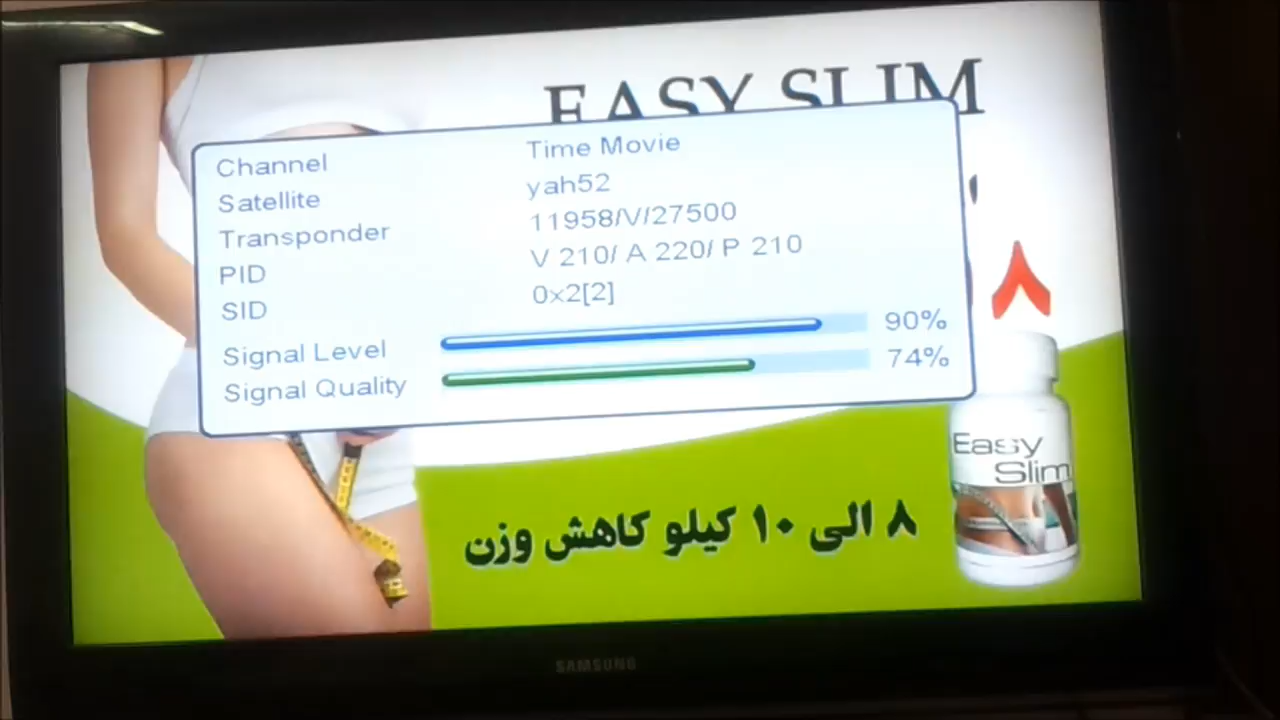 EASY SLIM
Channel Time Movie
Satellite yah52
Transponder 11958/V/27500
PID V 210/ A 220/ P 210
SID 0x2[2]
Signal Level 90%
Signal Quality 74%
۸
Easy
Slim
۸ الی ۱۰ کیلو کاهش وزن
SAMSUNG